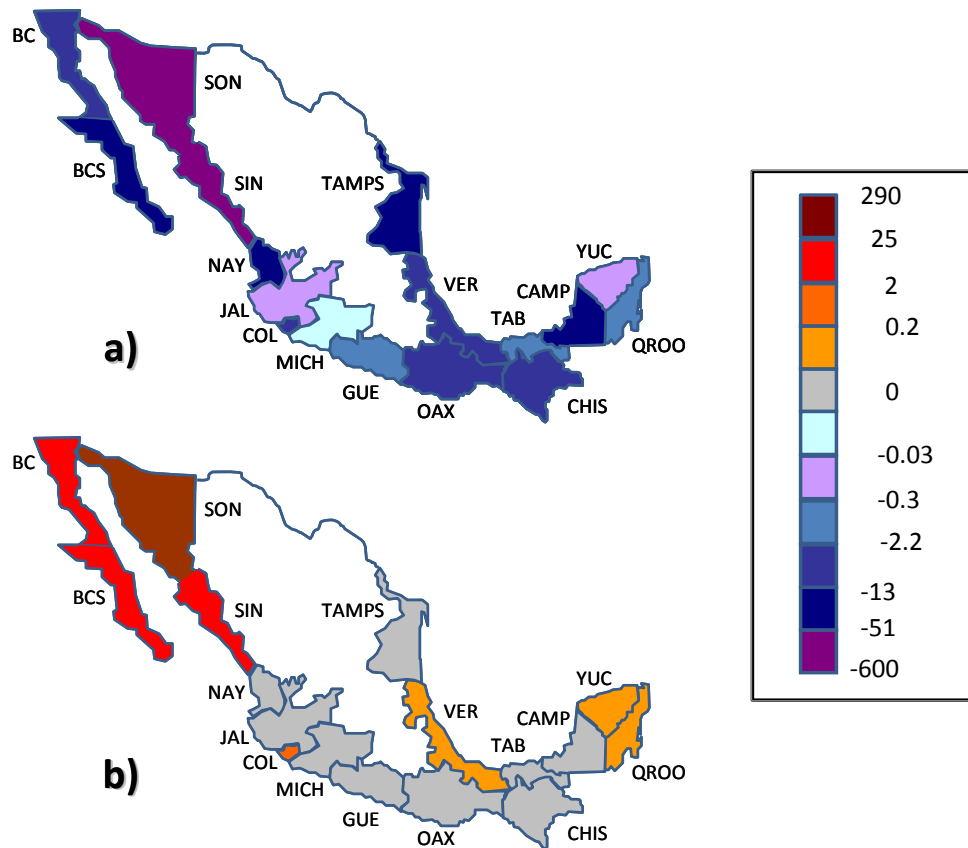 BC
SON
BCS
SIN
TAMPS
NAY
YUC
VER
CAMP
JAL
TAB
COL
QROO
a)
MICH
GUE
OAX
CHIS
290
25
2
0.2
0
-0.03
-0.3
-2.2
-13
-51
-600
BC
SON
BCS
SIN
TAMPS
NAY
YUC
VER
CAMP
JAL
TAB
COL
QROO
b)
MICH
GUE
OAX
CHIS